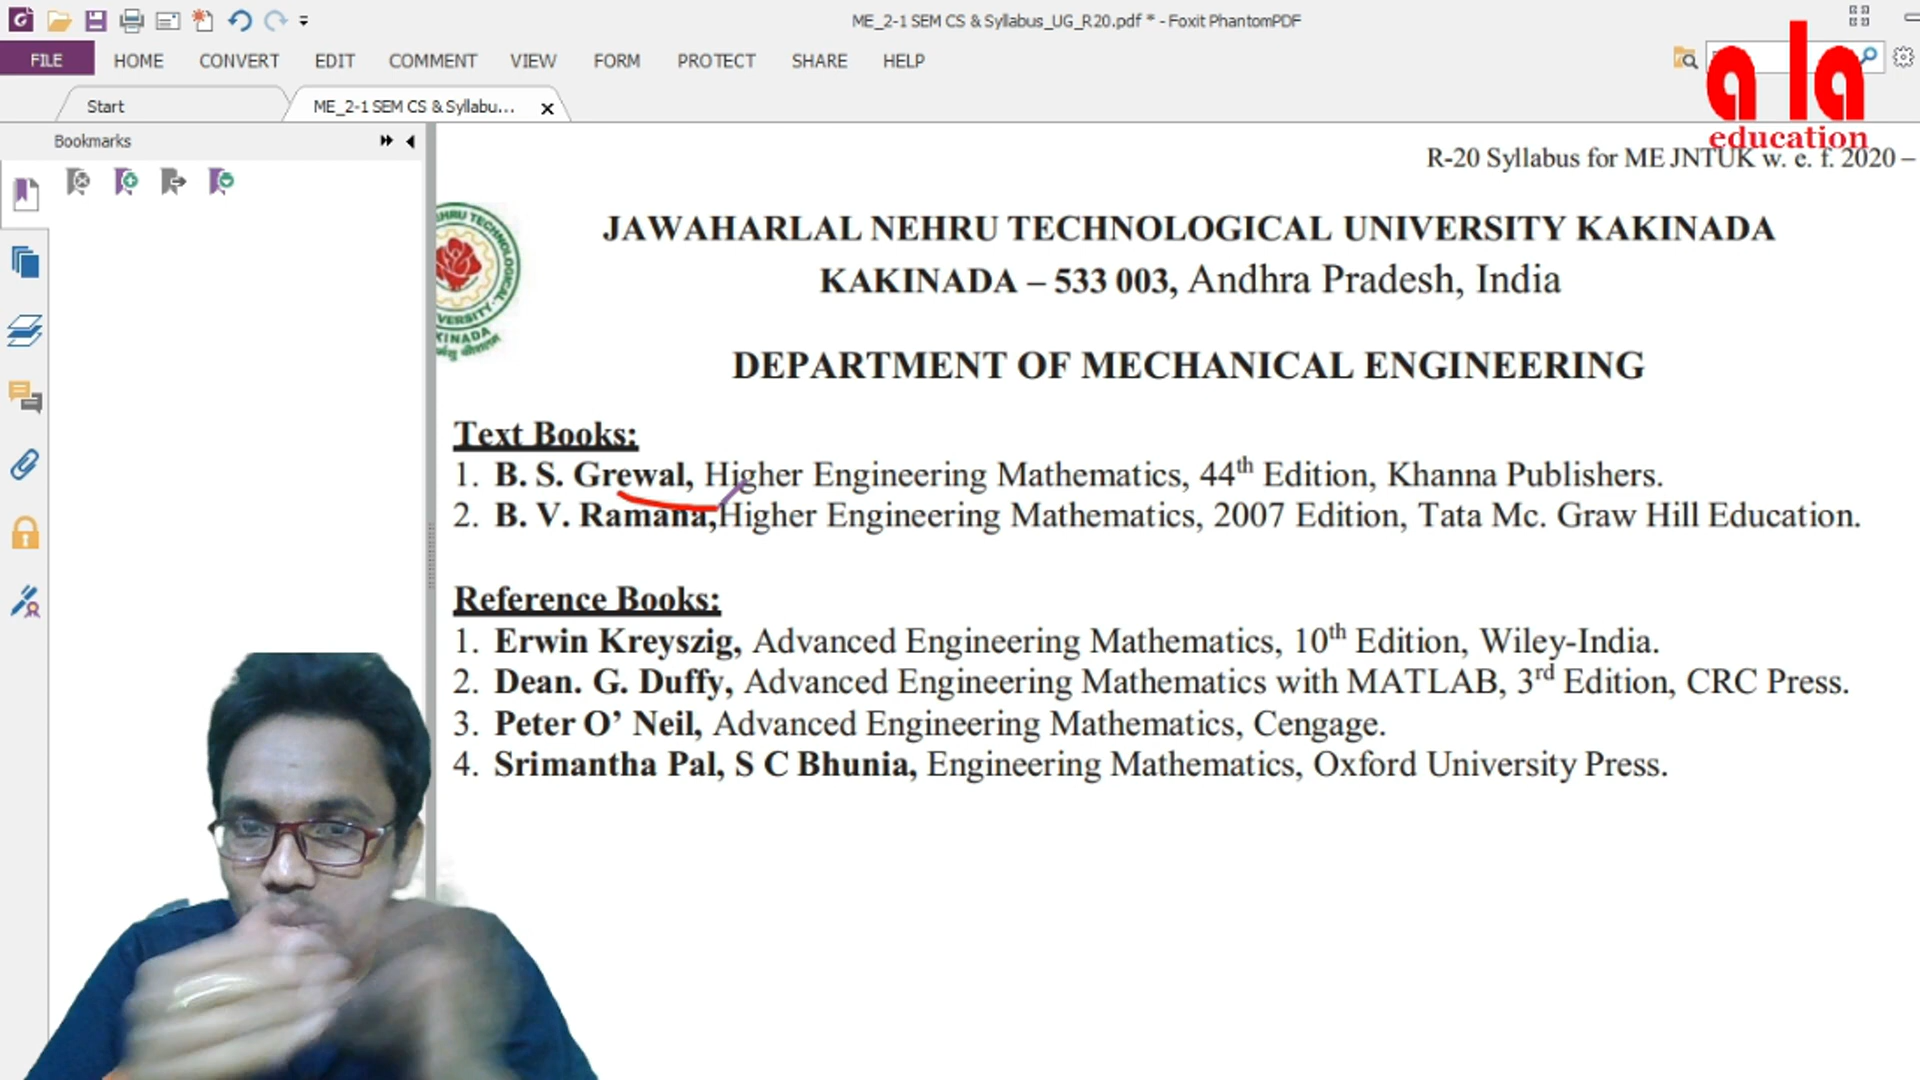 ME_2-1 SEM CS & Syllabus_UG_R20.pdf * - Foxit PhantomPDF
FILE HOME CONVERT EDIT COMMENT VIEW FORM PROTECT SHARE HELP
a la
education
Start ME_2-1 SEM CS & Syllabu...
Bookmarks
R-20 Syllabus for ME JNTUK w. e. f. 2020 –
JAWAHARLAL NEHRU TECHNOLOGICAL UNIVERSITY KAKINADA
KAKINADA – 533 003, Andhra Pradesh, India
DEPARTMENT OF MECHANICAL ENGINEERING
Text Books:
1. B. S. Grewal, Higher Engineering Mathematics, 44th Edition, Khanna Publishers.
2. B. V. Ramana,Higher Engineering Mathematics, 2007 Edition, Tata Mc. Graw Hill Education.
Reference Books:
1. Erwin Kreyszig, Advanced Engineering Mathematics, 10th Edition, Wiley-India.
2. Dean. G. Duffy, Advanced Engineering Mathematics with MATLAB, 3rd Edition, CRC Press.
3. Peter O’ Neil, Advanced Engineering Mathematics, Cengage.
4. Srimantha Pal, S C Bhunia, Engineering Mathematics, Oxford University Press.